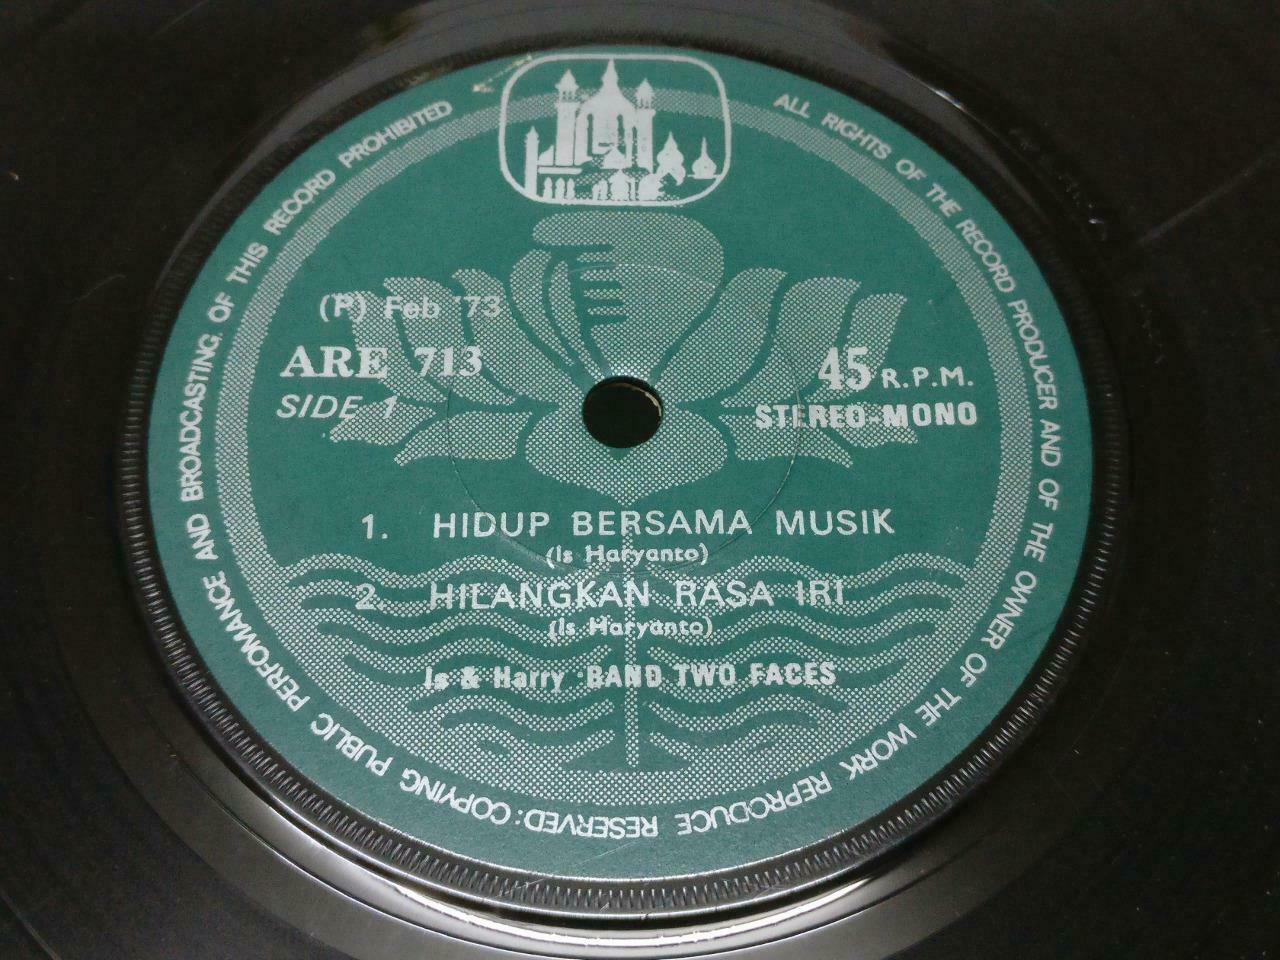 (P) Feb '73
ARE 713
SIDE 1
45 R.P.M.
STEREO-MONO
1. HIDUP BERSAMA MUSIK
(Is Haryanto)
2. HILANGKAN RASA IRI
(Is Haryanto)
Is & Harry · BAND TWO FACES
ALL RIGHTS OF THE RECORD PRODUCER AND OF THE OWNER OF THE WORK REPRODUCE RESERVED: COPYING PUBLIC PERFOMANCE AND BROADCASTING OF THIS RECORD PROHIBITED